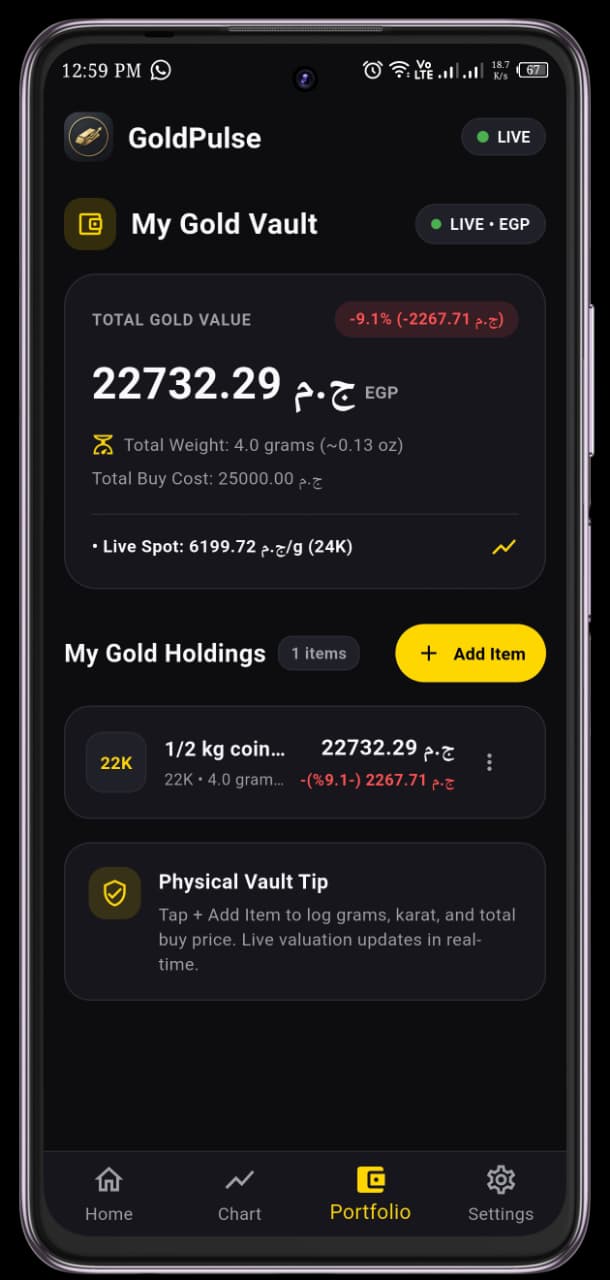 12:59 PM
Vo LTE 18.7 K/s 67
GoldPulse
LIVE
My Gold Vault
LIVE • EGP
TOTAL GOLD VALUE
-9.1% (-2267.71 ج.م)
22732.29 ج.م EGP
Total Weight: 4.0 grams (~0.13 oz)
Total Buy Cost: 25000.00 ج.م
• Live Spot: 6199.72 ج.م/g (24K)
My Gold Holdings
1 items
+ Add Item
22K
1/2 kg coin...
22732.29 ج.م
22K • 4.0 gram...
-(%9.1-) 2267.71 ج.م
Physical Vault Tip
Tap + Add Item to log grams, karat, and total
buy price. Live valuation updates in real-
time.
Home
Chart
Portfolio
Settings